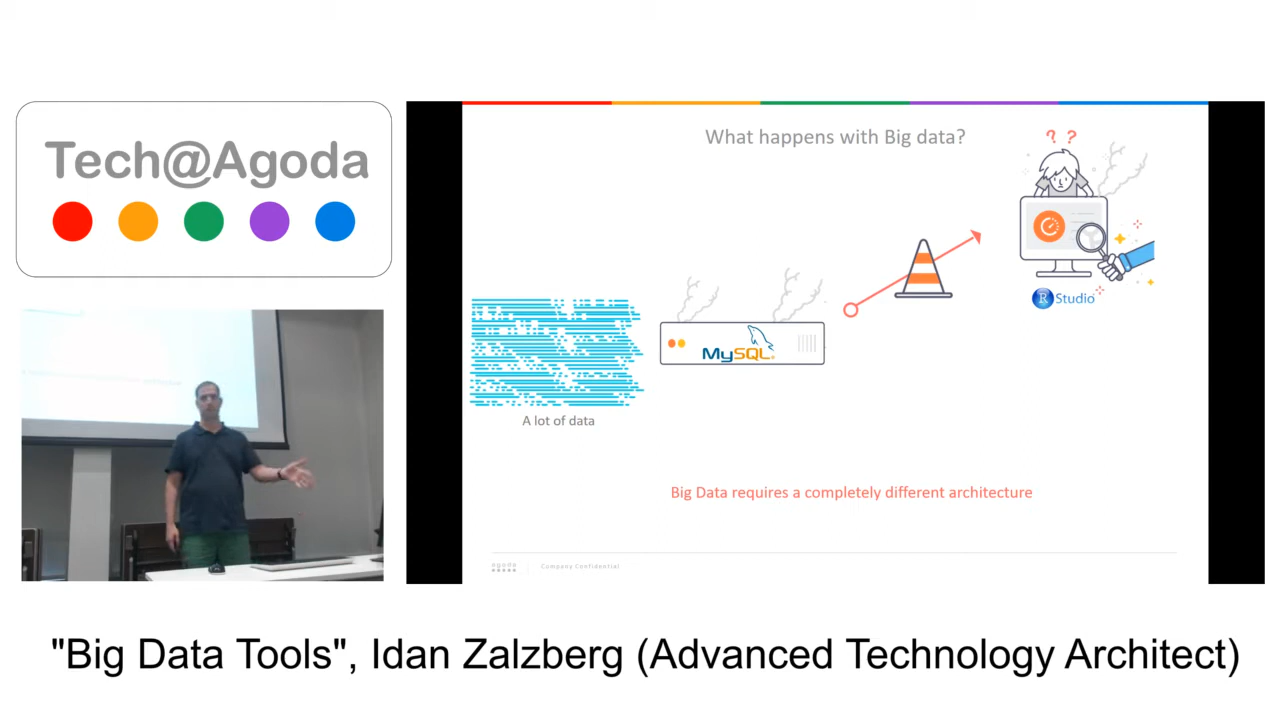 Tech@Agoda
What happens with Big data?
? ?
MySQL
R Studio
A lot of data
Big Data requires a completely different architecture
agoda
Company Confidential
"Big Data Tools", Idan Zalzberg (Advanced Technology Architect)